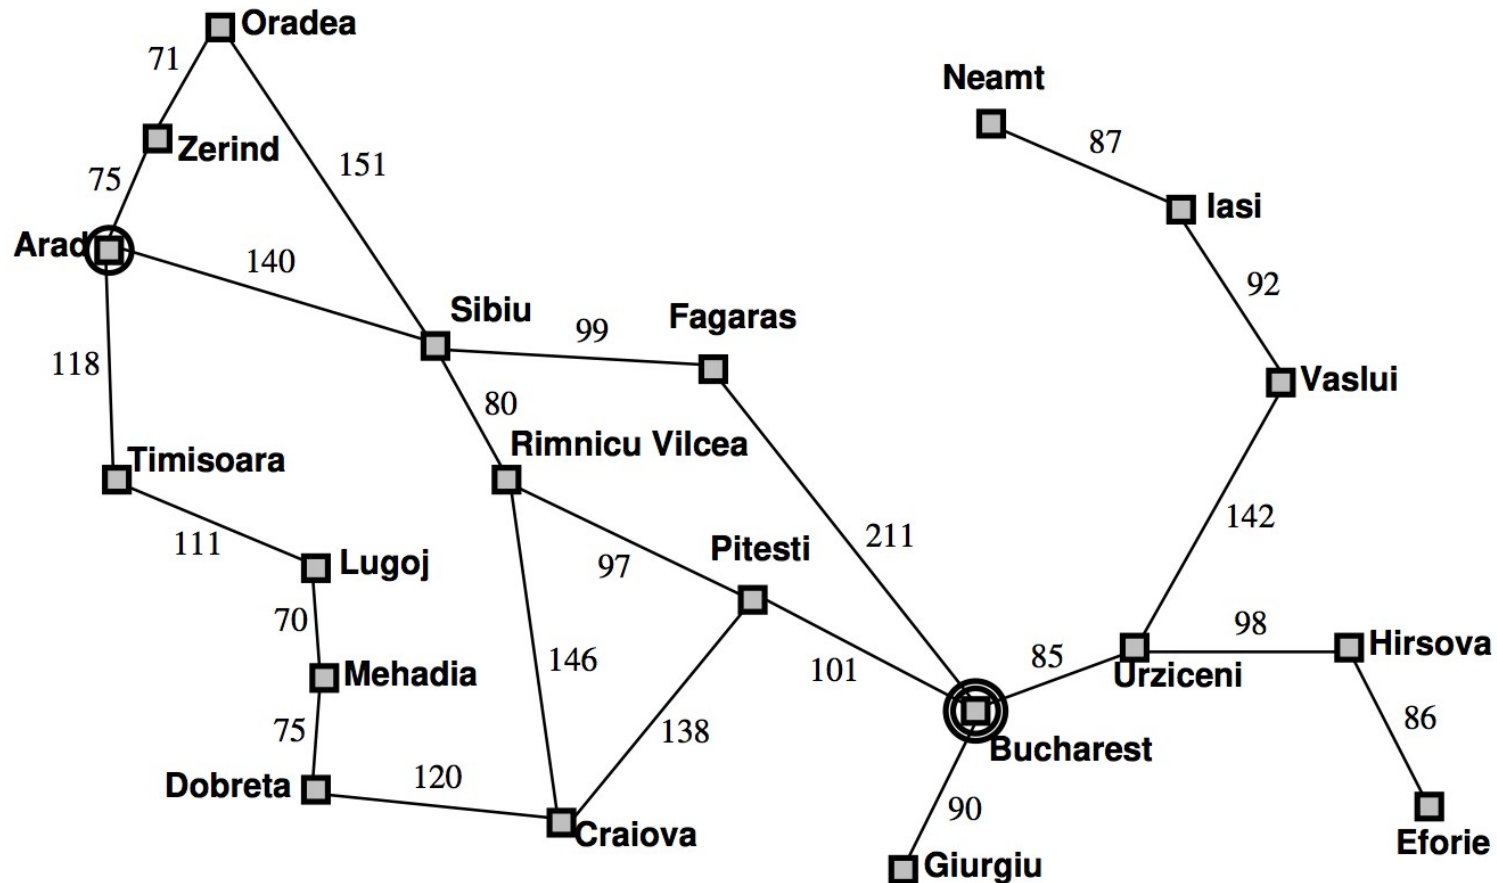 Oradea
71
Neamt
Zerind
87
151
75
Iasi
Arad
140
92
Sibiu
Fagaras
99
118
Vaslui
80
Rimnicu Vilcea
Timisoara
142
211
111
Lugoj
97
Pitesti
70
98
Hirsova
146
85
Mehadia
101
Urziceni
86
75
138
Bucharest
Dobreta
120
90
Craiova
Eforie
Giurgiu